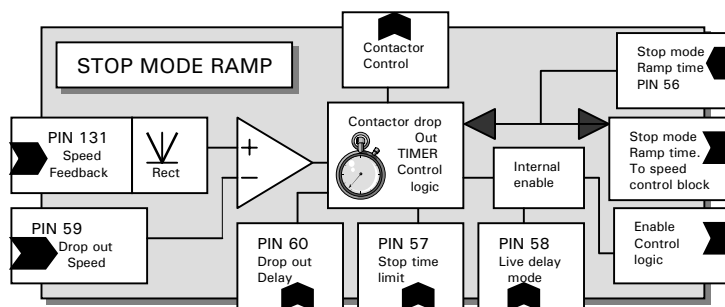 STOP MODE RAMP
Contactor
Control
Stop mode
Ramp time
PIN 56
PIN 131
Speed
Feedback
Rect
+
−
Contactor drop
Out
TIMER
Control
logic
Internal
enable
Stop mode
Ramp time.
To speed
control block
PIN 59
Drop out
Speed
PIN 60
Drop out
Delay
PIN 57
Stop time
limit
PIN 58
Live delay
mode
Enable
Control
logic